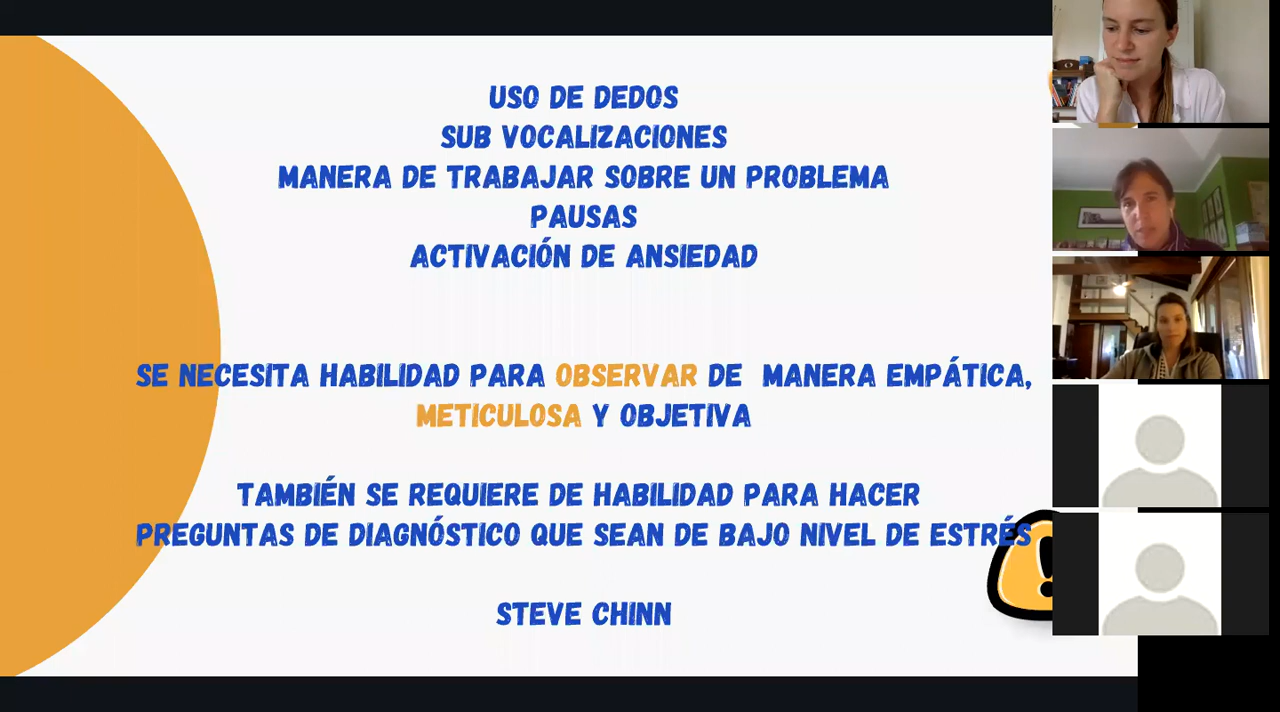 USO DE DEDOS
SUB VOCALIZACIONES
MANERA DE TRABAJAR SOBRE UN PROBLEMA
PAUSAS
ACTIVACIÓN DE ANSIEDAD
SE NECESITA HABILIDAD PARA OBSERVAR DE MANERA EMPÁTICA,
METICULOSA Y OBJETIVA
TAMBIÉN SE REQUIERE DE HABILIDAD PARA HACER
PREGUNTAS DE DIAGNÓSTICO QUE SEAN DE BAJO NIVEL DE ESTRÉS
STEVE CHINN